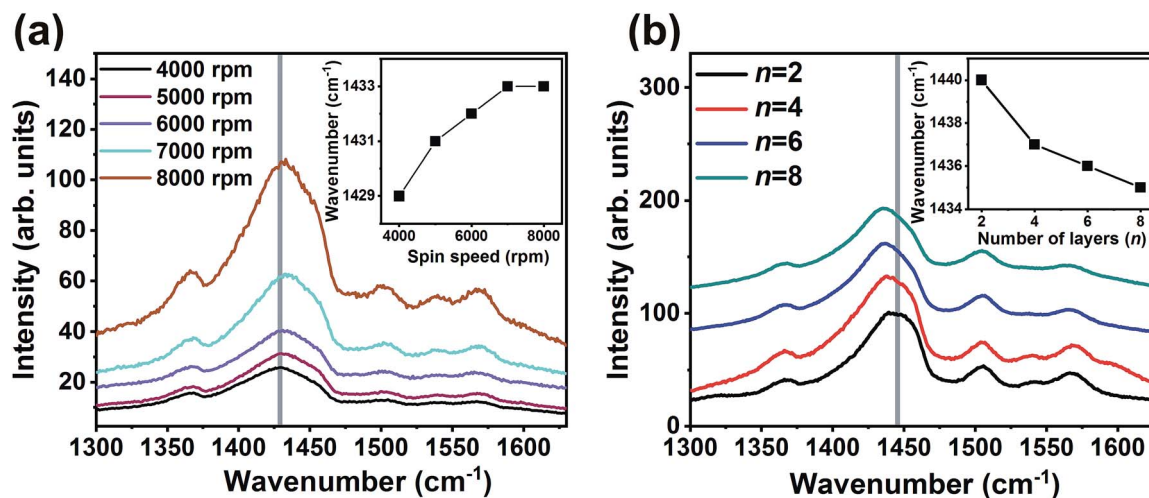 (a)
Intensity (arb. units)
140
120
100
80
60
40
20
4000 rpm
5000 rpm
6000 rpm
7000 rpm
8000 rpm
Wavenumber (cm-1)
1433
1431
1429
4000
6000
8000
Spin speed (rpm)
1300
1350
1400
1450
1500
1550
1600
Wavenumber (cm-1)
(b)
Intensity (arb. units)
300
200
100
0
n=2
n=4
n=6
n=8
Wavenumber (cm-1)
1440
1438
1436
1434
2
4
6
8
Number of layers (n)
1300
1350
1400
1450
1500
1550
1600
Wavenumber (cm-1)